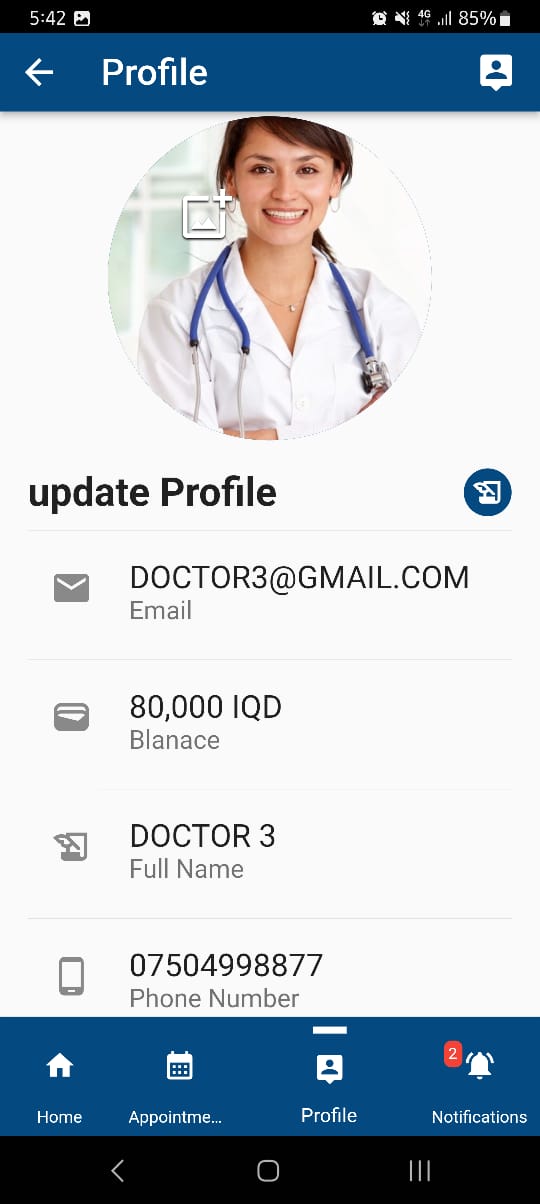 5:42 4G 85%
Profile
update Profile
DOCTOR3@GMAIL.COM
Email
80,000 IQD
Blanace
DOCTOR 3
Full Name
07504998877
Phone Number
2
Home Appointme... Profile Notifications